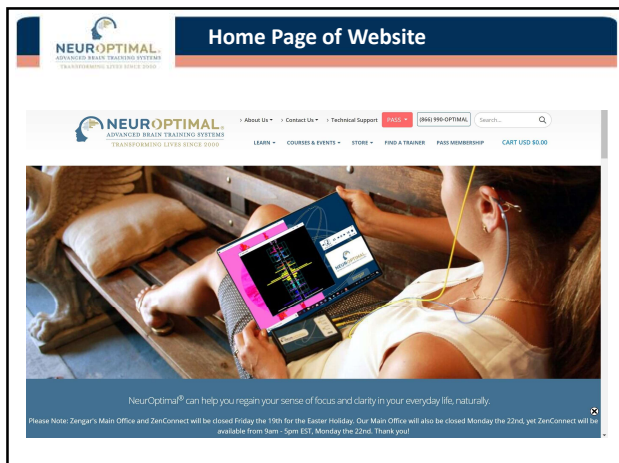 NEUROPTIMAL®
ADVANCED BRAIN TRAINING SYSTEMS
TRANSFORMING LIVES SINCE 2000
Home Page of Website
NEUROPTIMAL®
ADVANCED BRAIN TRAINING SYSTEMS
TRANSFORMING LIVES SINCE 2000
> About Us > Contact Us > Technical Support PASS (866) 990-OPTIMAL Search...
LEARN COURSES & EVENTS STORE FIND A TRAINER PASS MEMBERSHIP CART USD $0.00
NEUROPTIMAL
NeurOptimal® can help you regain your sense of focus and clarity in your everyday life, naturally.
Please Note: Zengar's Main Office and ZenConnect will be closed Friday the 19th for the Easter Holiday. Our Main Office will also be closed Monday the 22nd, yet ZenConnect will be
available from 9am - 5pm EST, Monday the 22nd. Thank you!